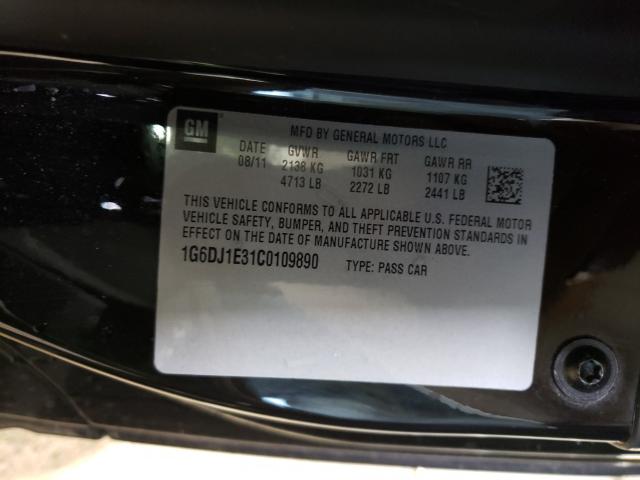 GM
MFD BY GENERAL MOTORS LLC
DATE GVWR GAWR FRT GAWR RR
08/11 2138 KG 1031 KG 1107 KG
4713 LB 2272 LB 2441 LB
THIS VEHICLE CONFORMS TO ALL APPLICABLE U.S. FEDERAL MOTOR
VEHICLE SAFETY, BUMPER, AND THEFT PREVENTION STANDARDS IN
EFFECT ON THE DATE OF MANUFACTURE SHOWN ABOVE.
1G6DJ1E31C0109890 TYPE: PASS CAR